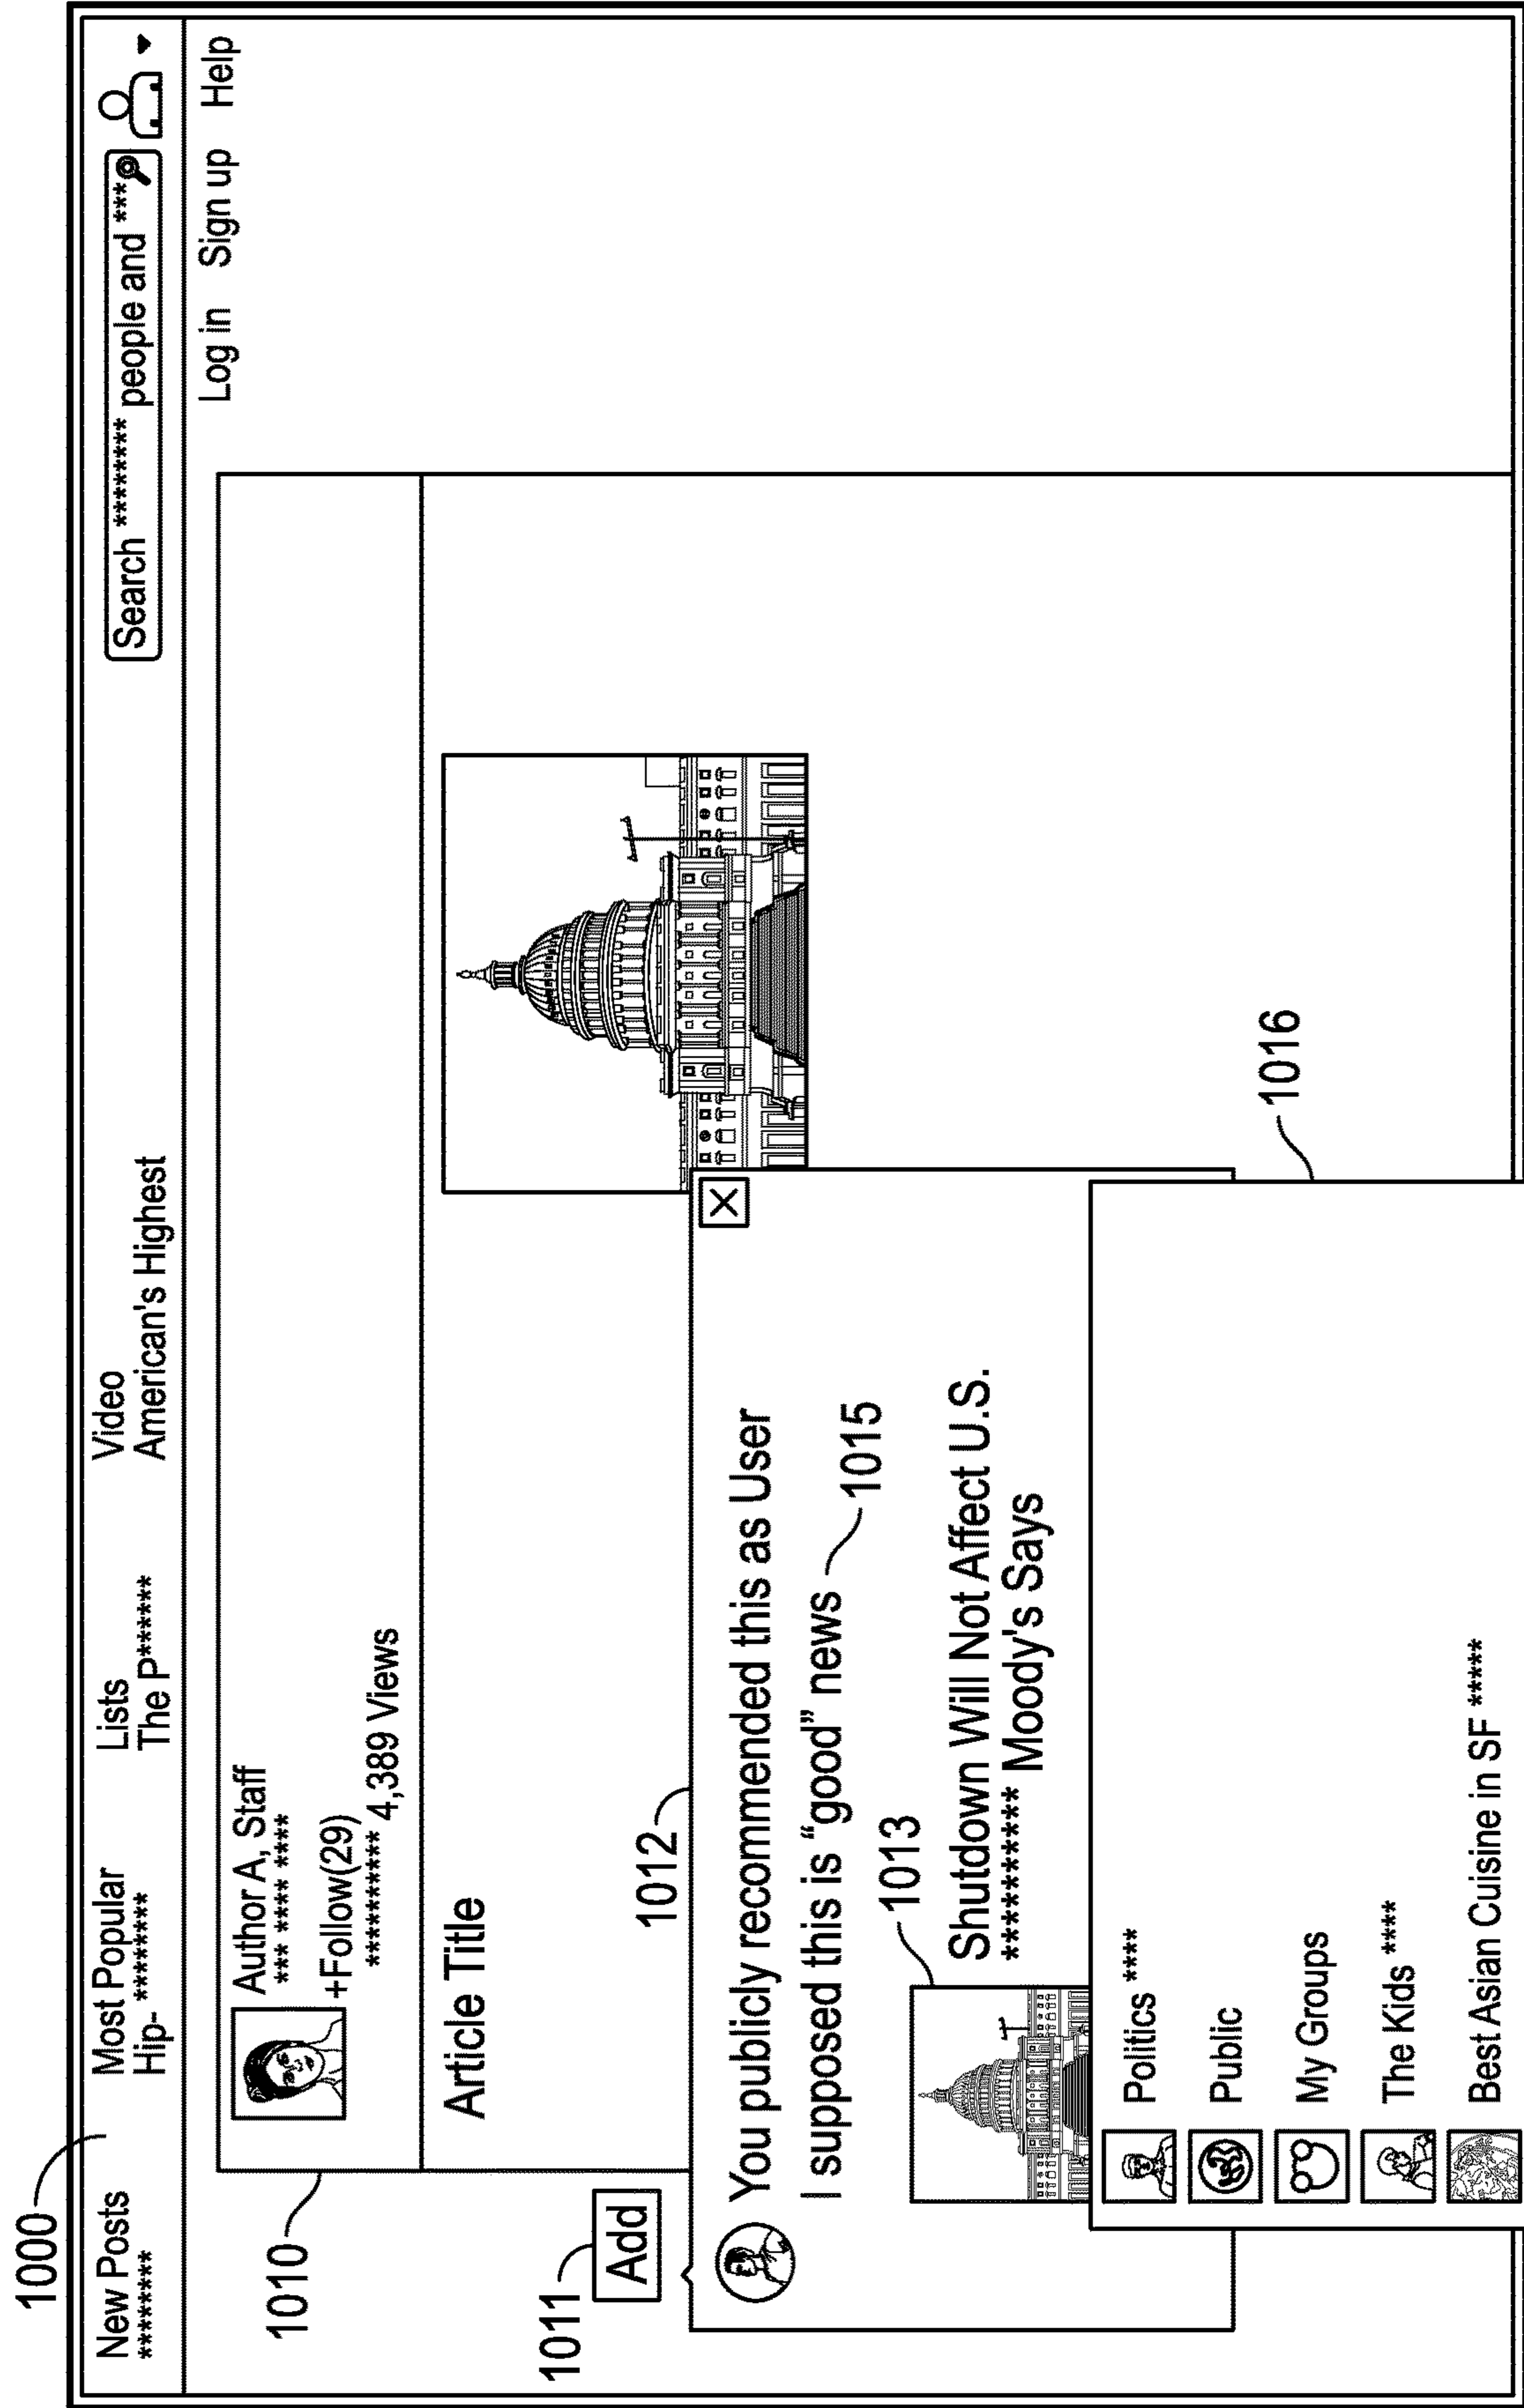 1000
New Posts
********
Most Popular
Hip- ********
Lists
The P******
Video
American's Highest
Search ******** people and ***
Log in Sign up Help
1010
Author A, Staff
*** **** ****
+Follow(29)
********** 4,389 Views
Article Title
1011
Add
1012
You publicly recommended this as User
I supposed this is “good” news
1015
1013
Shutdown Will Not Affect U.S.
********** Moody's Says
1016
Politics ****
Public
My Groups
The Kids ****
Best Asian Cuisine in SF *****